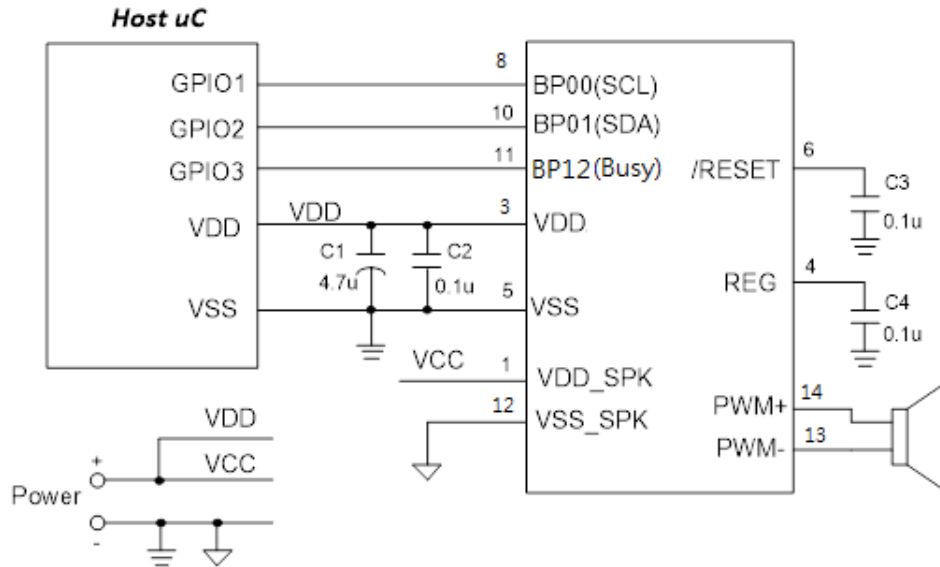 Host uC
GPIO1
GPIO2
GPIO3
VDD
VSS
8
10
11
VDD
3
C1
4.7u
C2
0.1u
5
VCC
1
12
BP00(SCL)
BP01(SDA)
BP12(Busy)
VDD
VSS
VDD_SPK
VSS_SPK
/RESET
REG
PWM+
PWM-
6
C3
0.1u
4
C4
0.1u
14
13
VDD
VCC
+
Power
-